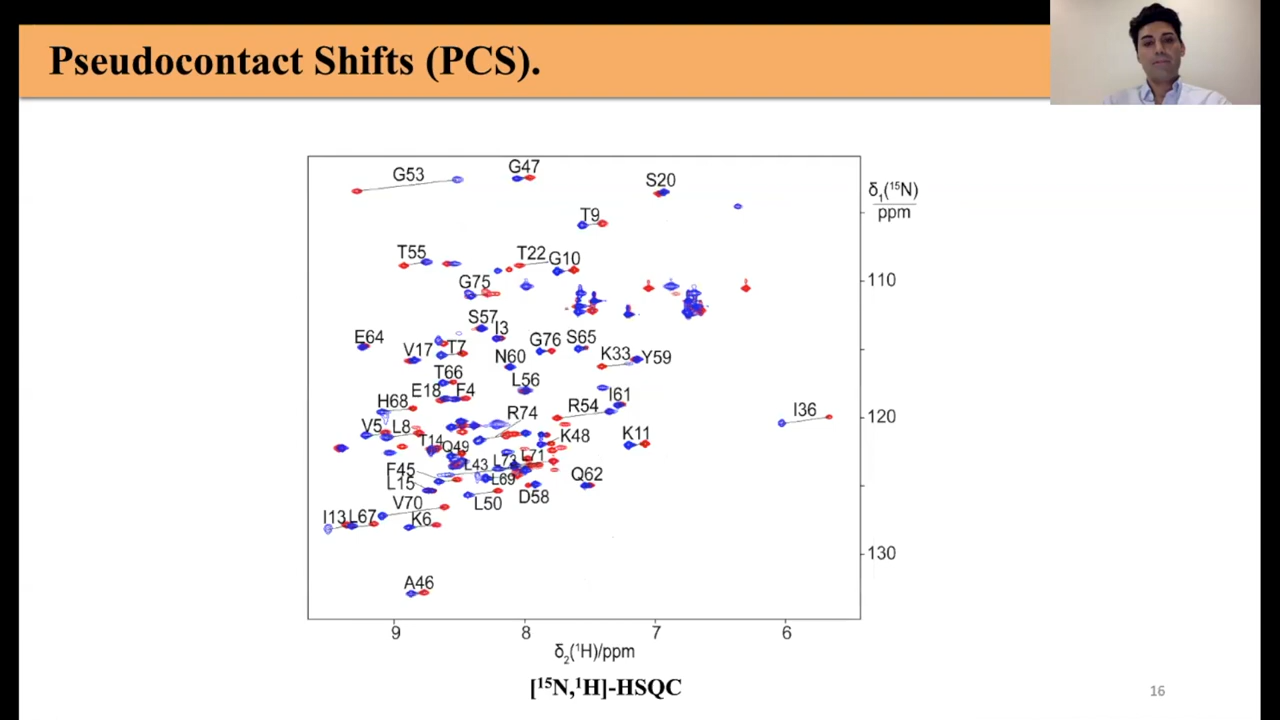 Pseudocontact Shifts (PCS).
G53
G47
S20
δ₁(¹⁵N)
ppm
T9
T55
T22
G10
G75
110
S57
I3
E64
V17
T7
G76
S65
N60
K33
Y59
T66
L56
E18
F4
H68
I61
R54
I36
R74
120
V5
L8
T14
Q49
K48
K11
L43
L73
L71
F45
L15
L69
Q62
D58
L50
V70
I13
L67
K6
130
A46
9
8
7
6
δ₂(¹H)/ppm
[¹⁵N,¹H]-HSQC
16